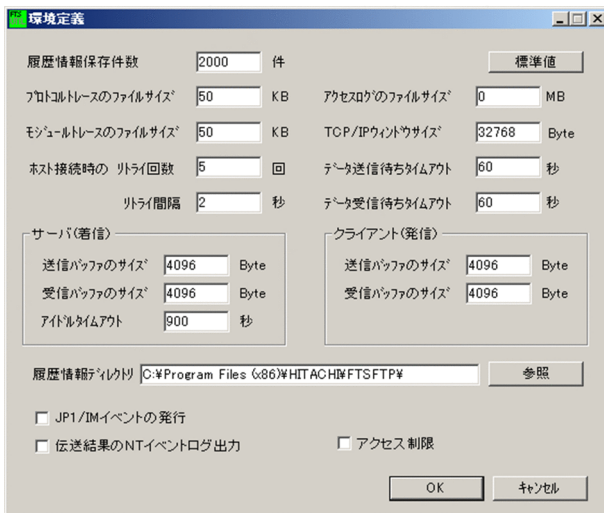 FTS 環境定義
履歴情報保存件数 2000 件 標準値
ﾌﾟﾛﾄｺﾙﾄﾚｰｽのﾌｧｲﾙｻｲｽﾞ 50 KB ｱｸｾｽﾛｸﾞのﾌｧｲﾙｻｲｽﾞ 0 MB
ﾓｼﾞｭｰﾙﾄﾚｰｽのﾌｧｲﾙｻｲｽﾞ 50 KB TCP/IPｳｨﾝﾄﾞｳｻｲｽﾞ 32768 Byte
ﾎｽﾄ接続時の ﾘﾄﾗｲ回数 5 回 ﾃﾞｰﾀ送信待ちﾀｲﾑｱｳﾄ 60 秒
ﾘﾄﾗｲ間隔 2 秒 ﾃﾞｰﾀ受信待ちﾀｲﾑｱｳﾄ 60 秒
サーバ(着信) クライアント(発信)
送信ﾊﾞｯﾌｧのｻｲｽﾞ 4096 Byte 送信ﾊﾞｯﾌｧのｻｲｽﾞ 4096 Byte
受信ﾊﾞｯﾌｧのｻｲｽﾞ 4096 Byte 受信ﾊﾞｯﾌｧのｻｲｽﾞ 4096 Byte
ｱｲﾄﾞﾙﾀｲﾑｱｳﾄ 900 秒
履歴情報ﾃﾞｨﾚｸﾄﾘ C:¥Program Files (x86)¥HITACHI¥FTSFTP¥ 参照
JP1/IMイベントの発行
伝送結果のNTイベントログ出力 アクセス制限
OK ｷｬﾝｾﾙ